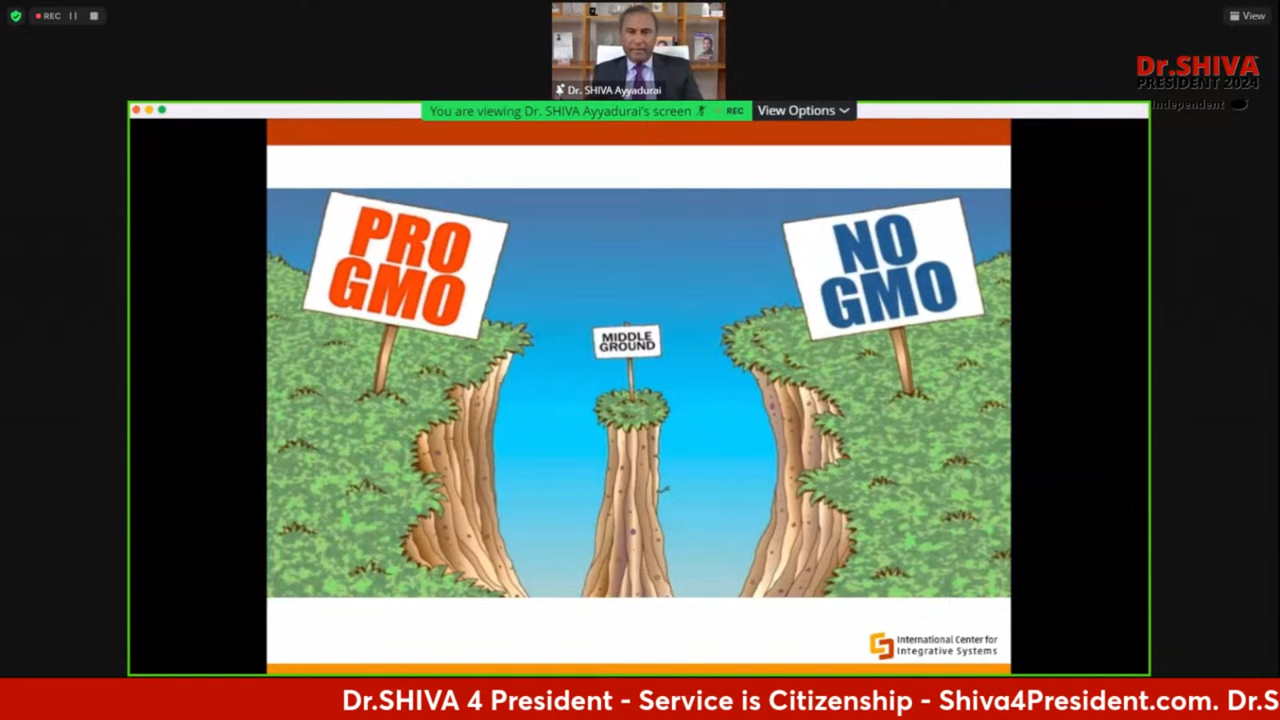 REC
View
Dr. SHIVA Ayyadurai
Dr.SHIVA
PRESIDENT 2024
Independent
You are viewing Dr. SHIVA Ayyadurai's screen
REC
View Options
PRO
GMO
MIDDLE
GROUND
NO
GMO
International Center for
Integrative Systems
Dr.SHIVA 4 President - Service is Citizenship - Shiva4President.com. Dr.S